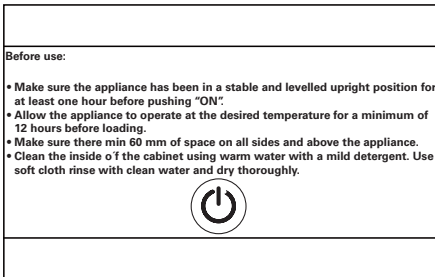 Before use:
• Make sure the appliance has been in a stable and levelled upright position for
at least one hour before pushing “ON”.
• Allow the appliance to operate at the desired temperature for a minimum of
12 hours before loading.
• Make sure there min 60 mm of space on all sides and above the appliance.
• Clean the inside o´f the cabinet using warm water with a mild detergent. Use
soft cloth rinse with clean water and dry thoroughly.